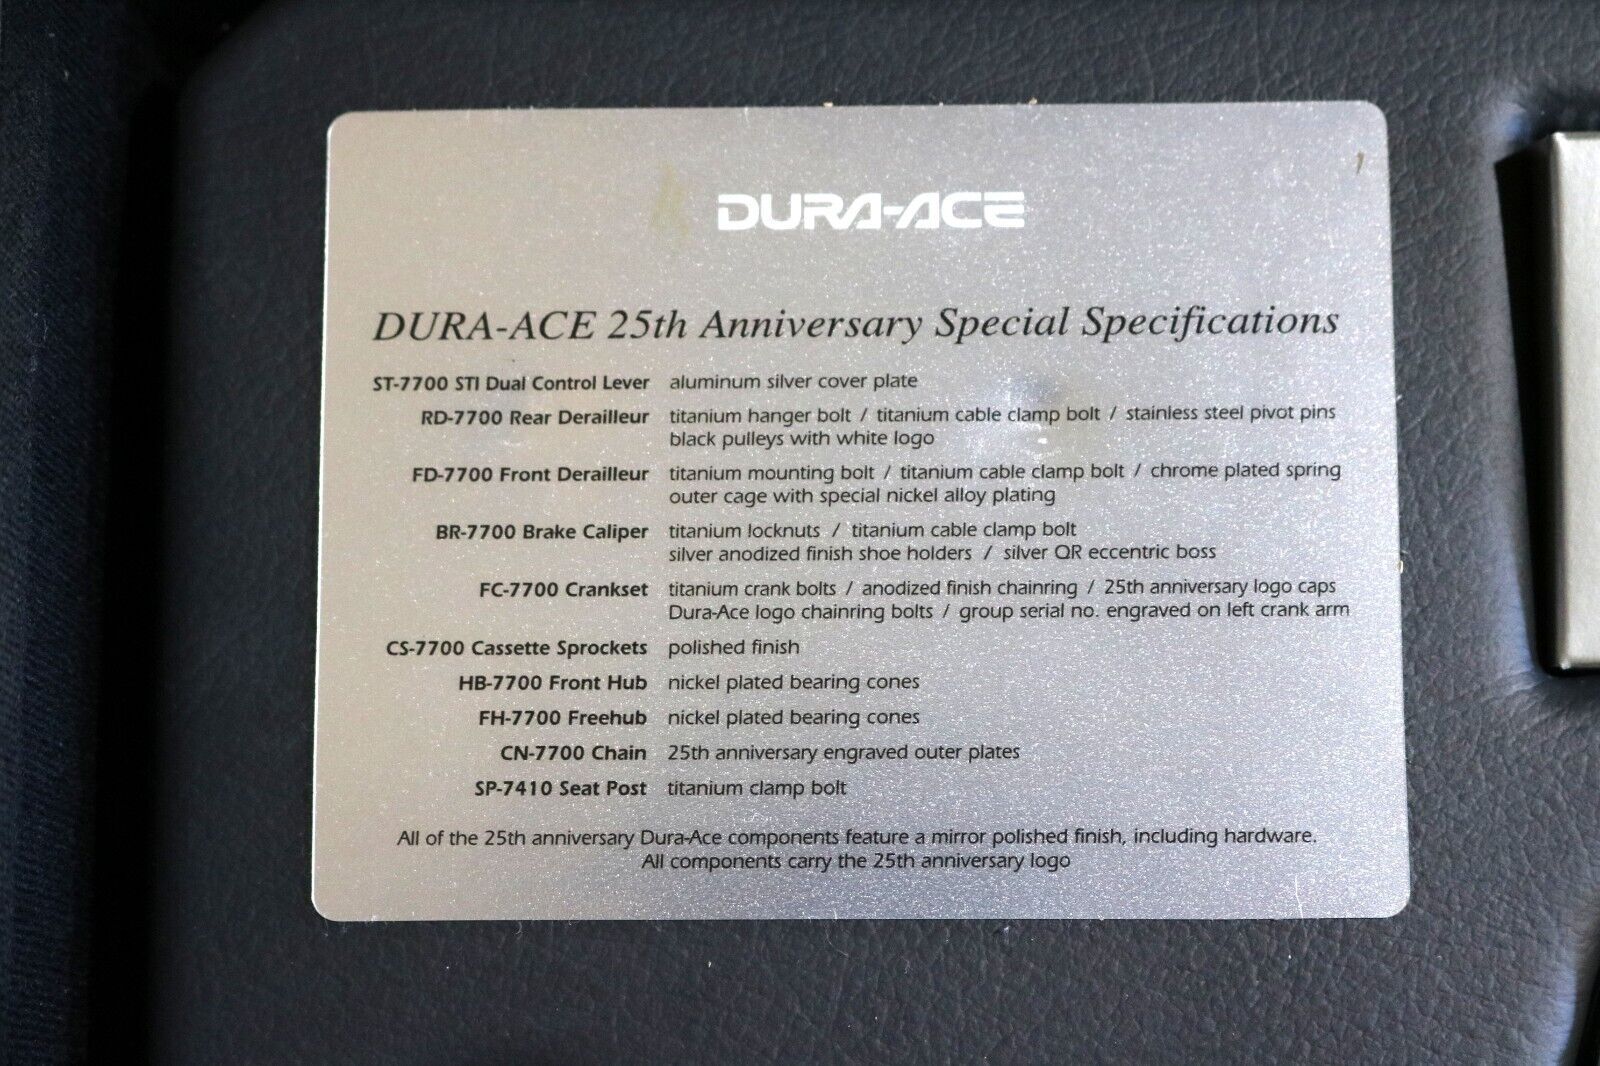 DURA-ACE
DURA-ACE 25th Anniversary Special Specifications
ST-7700 STI Dual Control Lever aluminum silver cover plate
RD-7700 Rear Derailleur titanium hanger bolt / titanium cable clamp bolt / stainless steel pivot pins
black pulleys with white logo
FD-7700 Front Derailleur titanium mounting bolt / titanium cable clamp bolt / chrome plated spring
outer cage with special nickel alloy plating
BR-7700 Brake Caliper titanium locknuts / titanium cable clamp bolt
silver anodized finish shoe holders / silver QR eccentric boss
FC-7700 Crankset titanium crank bolts / anodized finish chainring / 25th anniversary logo caps
Dura-Ace logo chainring bolts / group serial no. engraved on left crank arm
CS-7700 Cassette Sprockets polished finish
HB-7700 Front Hub nickel plated bearing cones
FH-7700 Freehub nickel plated bearing cones
CN-7700 Chain 25th anniversary engraved outer plates
SP-7410 Seat Post titanium clamp bolt
All of the 25th anniversary Dura-Ace components feature a mirror polished finish, including hardware.
All components carry the 25th anniversary logo